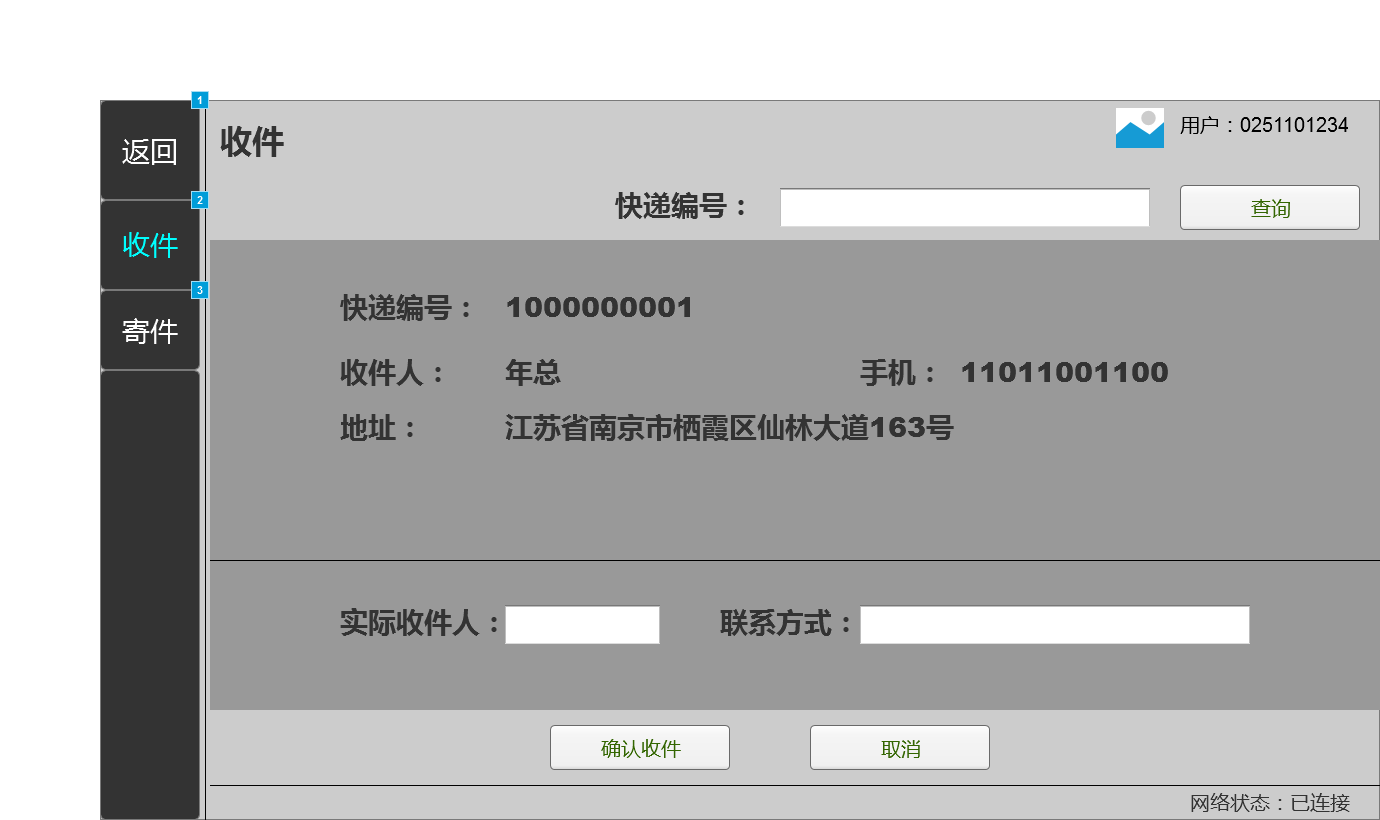 1
返回
收件
用户：0251101234
2
收件
快递编号：
查询
3
寄件
快递编号：
1000000001
收件人：
年总
手机：
11011001100
地址：
江苏省南京市栖霞区仙林大道163号
实际收件人：
联系方式：
确认收件
取消
网络状态：已连接